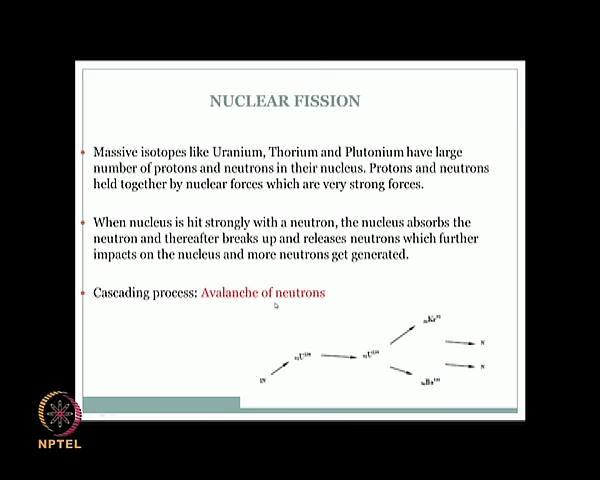 NUCLEAR FISSION
Massive isotopes like Uranium, Thorium and Plutonium have large
number of protons and neutrons in their nucleus. Protons and neutrons
held together by nuclear forces which are very strong forces.
When nucleus is hit strongly with a neutron, the nucleus absorbs the
neutron and thereafter breaks up and releases neutrons which further
impacts on the nucleus and more neutrons get generated.
Cascading process: Avalanche of neutrons
N
N
NPTEL